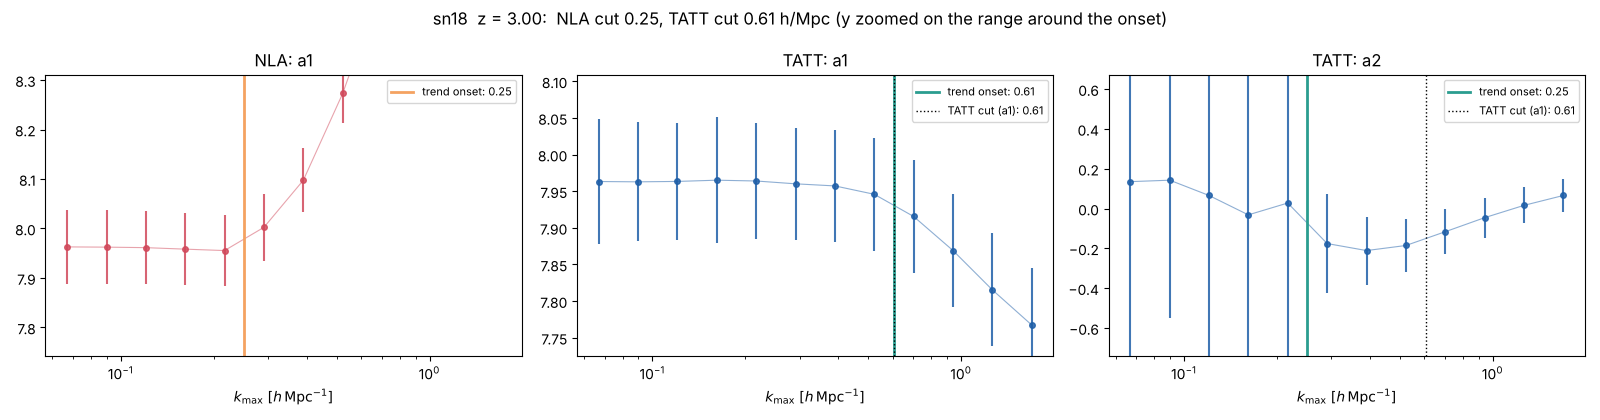 sn18  z = 3.00:  NLA cut 0.25, TATT cut 0.61 h/Mpc (y zoomed on the range around the onset)
NLA: a1
8.3
8.2
8.1
8.0
7.9
7.8
10⁻¹
10⁰
k_max [h Mpc⁻¹]
trend onset: 0.25
TATT: a1
8.10
8.05
8.00
7.95
7.90
7.85
7.80
7.75
10⁻¹
10⁰
k_max [h Mpc⁻¹]
trend onset: 0.61
TATT cut (a1): 0.61
TATT: a2
0.6
0.4
0.2
0.0
−0.2
−0.4
−0.6
10⁻¹
10⁰
k_max [h Mpc⁻¹]
trend onset: 0.25
TATT cut (a1): 0.61